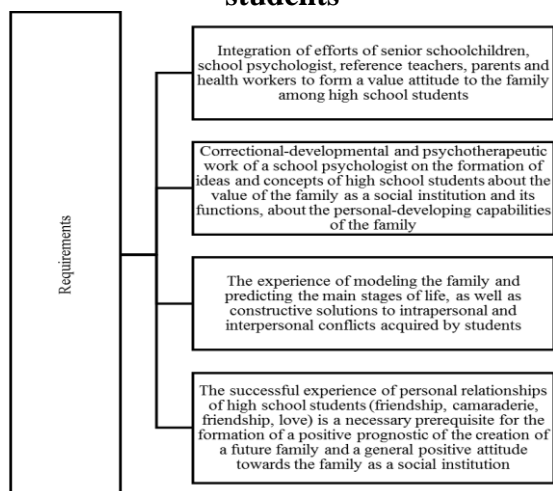 students
Requirements
Integration of efforts of senior schoolchildren,
school psychologist, reference teachers, parents and
health workers to form a value attitude to the family
among high school students
Correctional-developmental and psychotherapeutic
work of a school psychologist on the formation of
ideas and concepts of high school students about the
value of the family as a social institution and its
functions, about the personal-developing capabilities
of the family
The experience of modeling the family and
predicting the main stages of life, as well as
constructive solutions to intrapersonal and
interpersonal conflicts acquired by students
The successful experience of personal relationships
of high school students (friendship, camaraderie,
friendship, love) is a necessary prerequisite for the
formation of a positive prognostic of the creation of
a future family and a general positive attitude
towards the family as a social institution